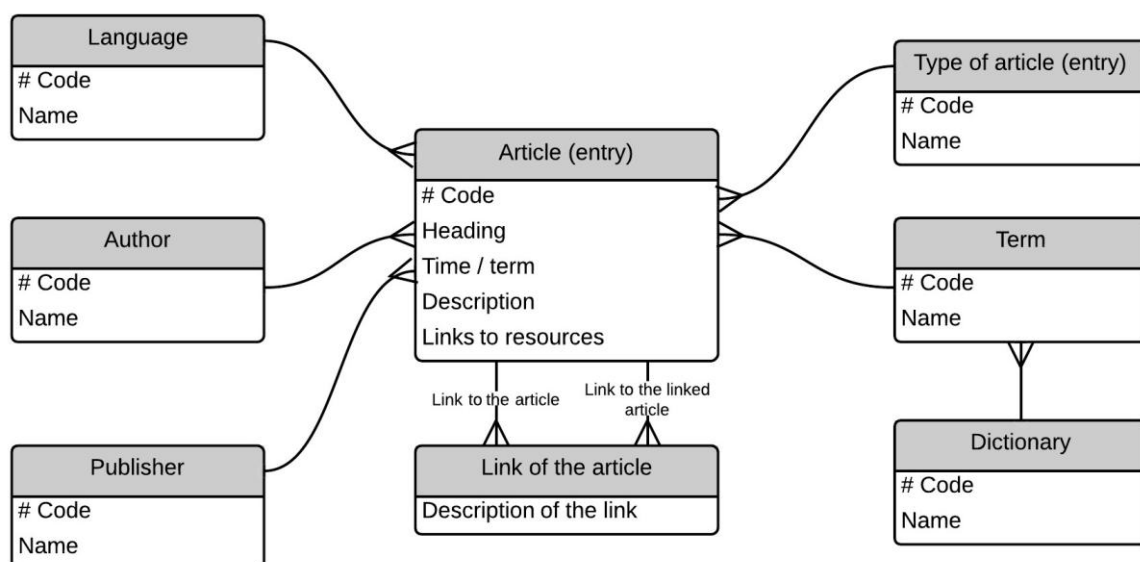 Language
# Code
Name
Author
# Code
Name
Publisher
# Code
Name
Article (entry)
# Code
Heading
Time / term
Description
Links to resources
Link to the article
Link to the linked
article
Link of the article
Description of the link
Type of article (entry)
# Code
Name
Term
# Code
Name
Dictionary
# Code
Name